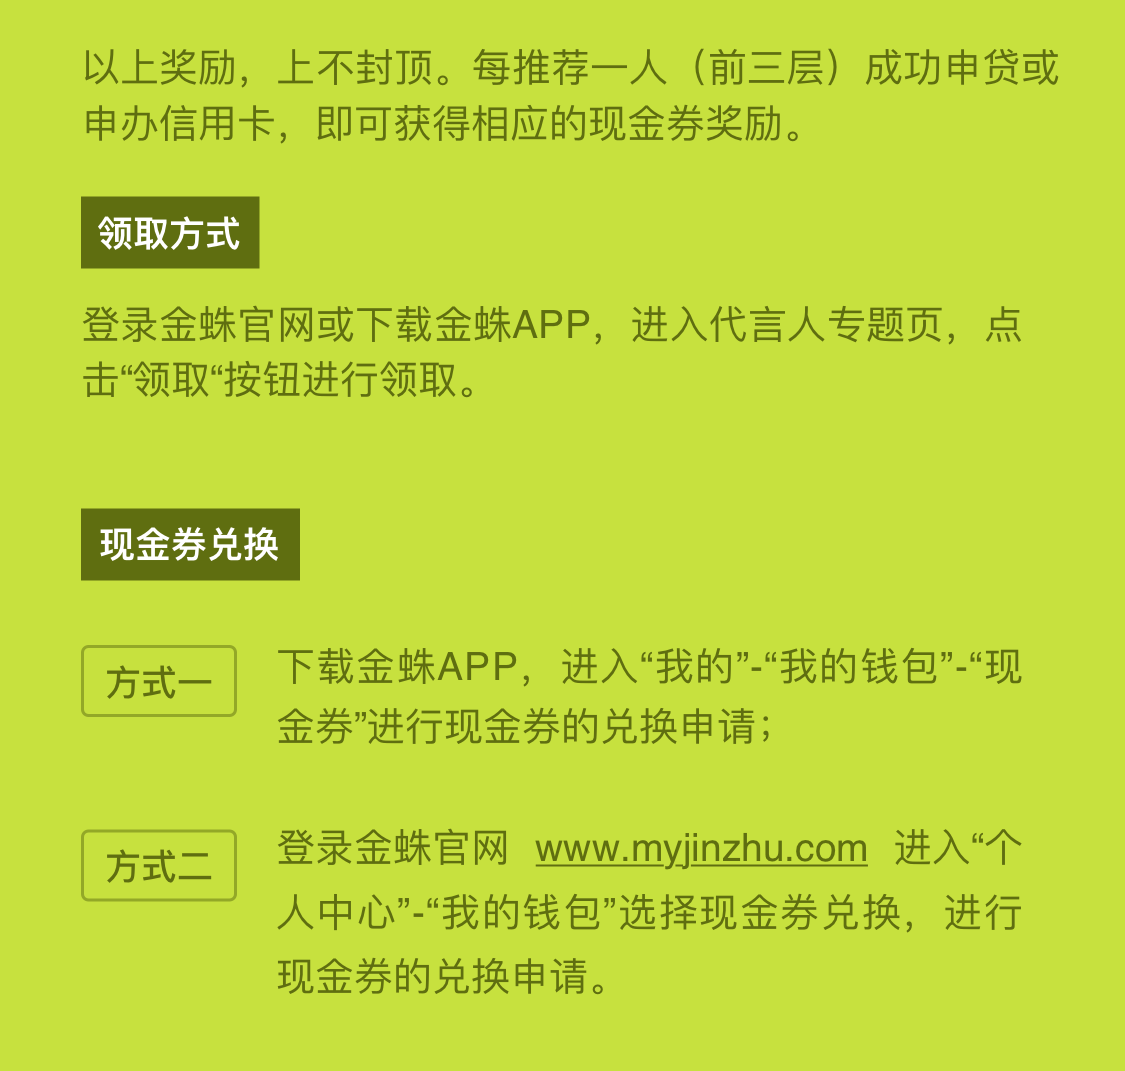 以上奖励，上不封顶。每推荐一人（前三层）成功申贷或
申办信用卡，即可获得相应的现金券奖励。
领取方式
登录金蛛官网或下载金蛛APP，进入代言人专题页，点
击“领取“按钮进行领取。
现金券兑换
方式一
下载金蛛APP，进入“我的”-“我的钱包”-“现
金券”进行现金券的兑换申请；
方式二
登录金蛛官网 www.myjinzhu.com 进入“个
人中心”-“我的钱包”选择现金券兑换，进行
现金券的兑换申请。